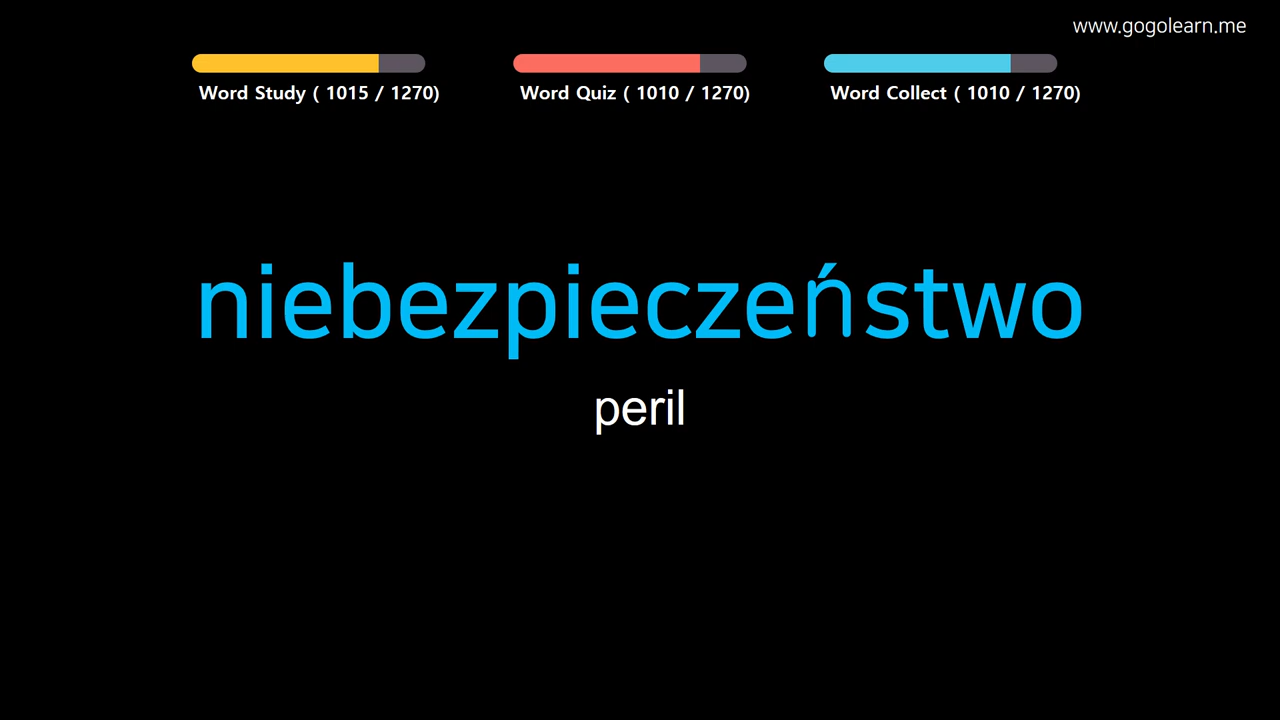 www.gogolearn.me
Word Study ( 1015 / 1270)
Word Quiz ( 1010 / 1270)
Word Collect ( 1010 / 1270)
niebezpieczeństwo
peril